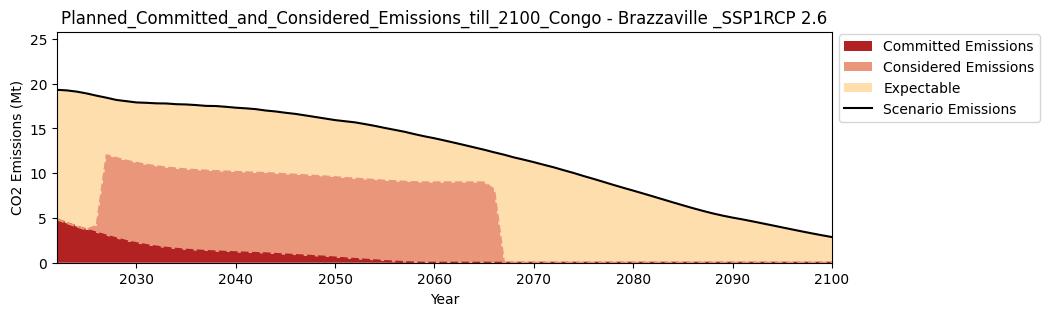 Planned_Committed_and_Considered_Emissions_till_2100_Congo - Brazzaville _SSP1RCP 2.6
CO2 Emissions (Mt)
25
20
15
10
5
0
2030 2040 2050 2060 2070 2080 2090 2100
Year
Committed Emissions
Considered Emissions
Expectable
Scenario Emissions